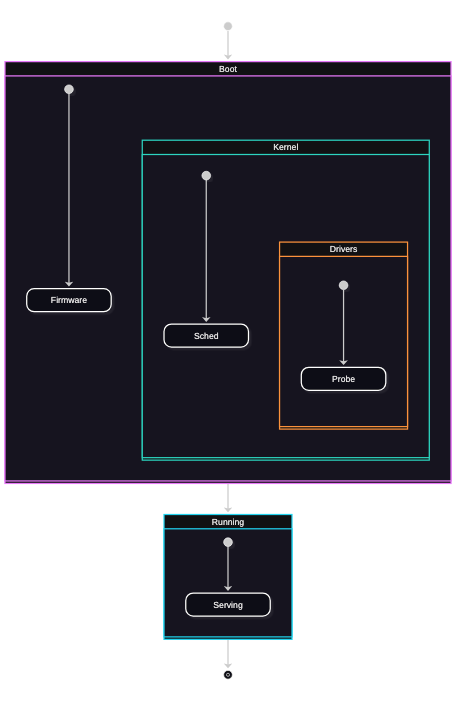 Boot
Kernel
Drivers
Firmware
Sched
Probe
Running
Serving